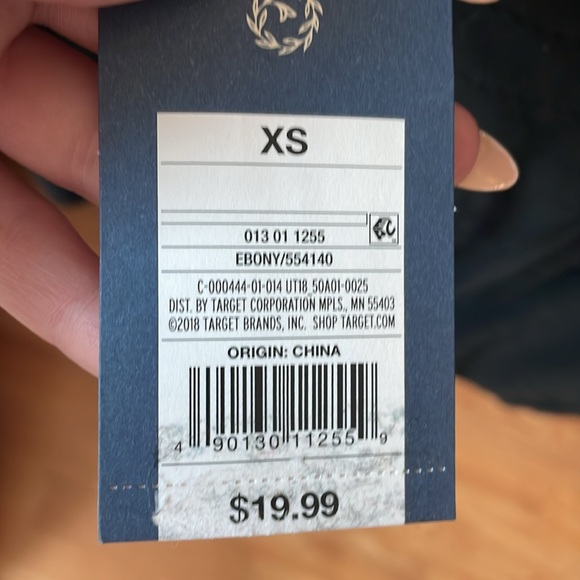 XS
013 01 1255
EBONY/554140
C-000444-01-014 UT18_50A01-0025
DIST. BY TARGET CORPORATION MPLS., MN 55403
©2018 TARGET BRANDS, INC. SHOP TARGET.COM
ORIGIN: CHINA
4 90130 11255 9
$19.99